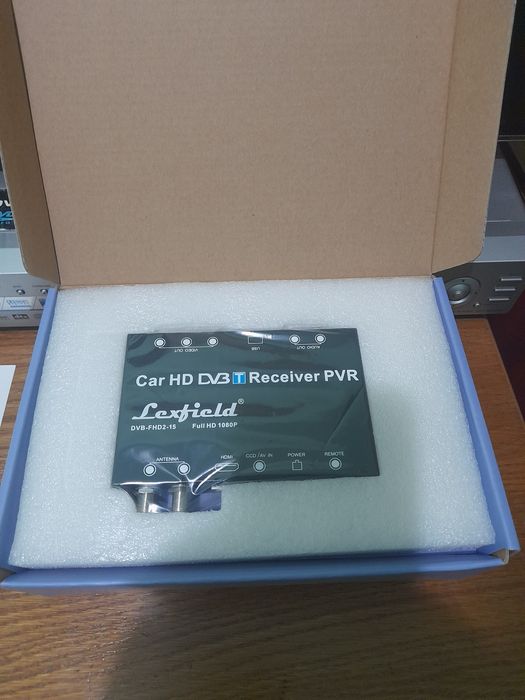 VIDEO OUT
USB
AUDIO OUT
Car HD DVB T Receiver PVR
Lexfield®
DVB-FHD2-15 Full HD 1080P
ANTENNA
HDMI
CCD /AV IN
POWER
REMOTE